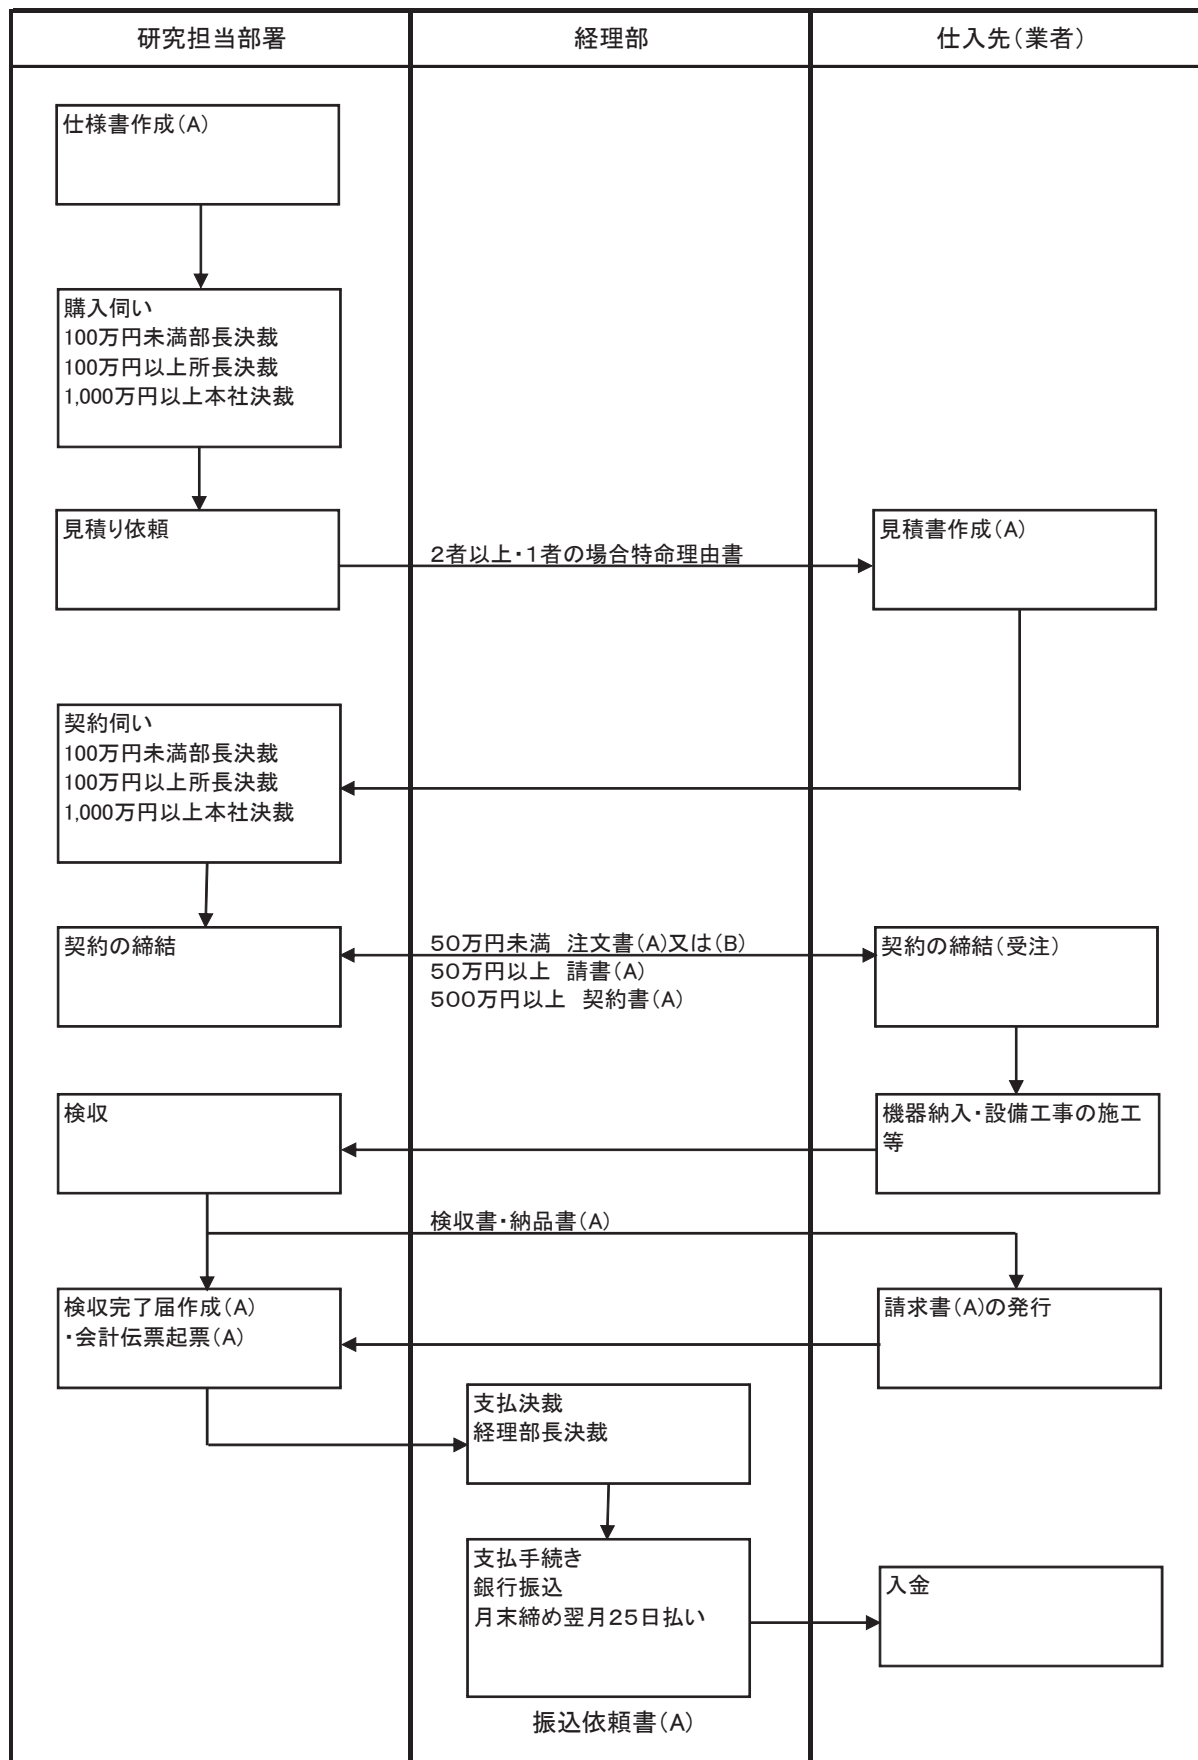 研究担当部署
経理部
仕入先(業者)
仕様書作成(A)
購入伺い
100万円未満部長決裁
100万円以上所長決裁
1,000万円以上本社決裁
見積り依頼
2者以上・1者の場合特命理由書
見積書作成(A)
契約伺い
100万円未満部長決裁
100万円以上所長決裁
1,000万円以上本社決裁
契約の締結
50万円未満 注文書(A)又は(B)
50万円以上 請書(A)
500万円以上 契約書(A)
契約の締結(受注)
検収
機器納入・設備工事の施工
等
検収書・納品書(A)
検収完了届作成(A)
・会計伝票起票(A)
請求書(A)の発行
支払決裁
経理部長決裁
支払手続き
銀行振込
月末締め翌月25日払い
入金
振込依頼書(A)